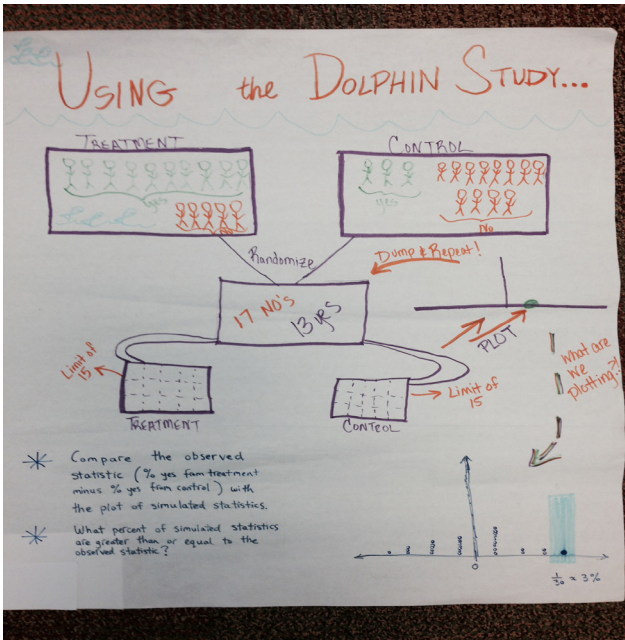 USING the DOLPHIN STUDY...
TREATMENT
CONTROL
yes
No
yes
No
Randomize
Dump & Repeat!
17 NO'S
13 YES
PLOT
What are
we
plotting?!
Limit of
15
TREATMENT
Limit of
15
CONTROL
Compare the observed
statistic (% yes from treatment
minus % yes from control) with
the plot of simulated statistics.
What percent of simulated statistics
are greater than or equal to the
observed statistic?
0
1/30 = 3%